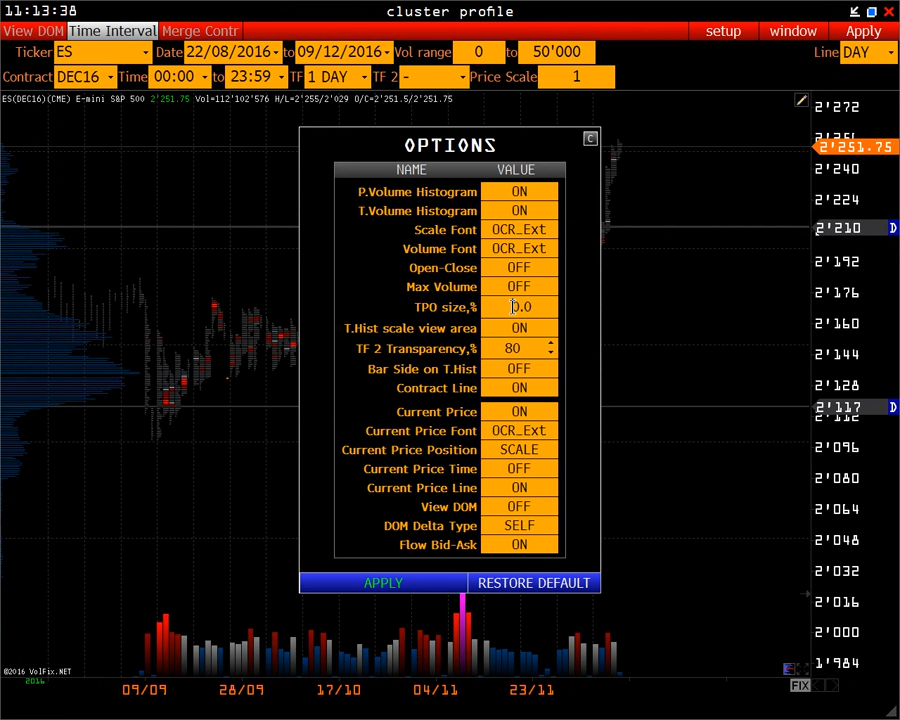 11:13:38 cluster profile
View DOM Time Interval Merge Contr setup window Apply
Ticker ES Date 22/08/2016 to 09/12/2016 Vol range 0 to 50'000 Line DAY
Contract DEC16 Time 00:00 to 23:59 TF 1 DAY TF 2 - Price Scale 1
ES(DEC16)(CME) E-mini S&P 500 2'251.75 Vol=112'102'576 H/L=2'255/2'029 O/C=2'251.5/2'251.75
2'272
2'251.75
2'240
2'224
2'210 D
2'192
2'176
2'160
2'144
2'128
2'117 D
2'112
2'096
2'080
2'064
2'048
2'032
2'016
2'000
1'984
OPTIONS C
NAME VALUE
P.Volume Histogram ON
T.Volume Histogram ON
Scale Font OCR_Ext
Volume Font OCR_Ext
Open-Close OFF
Max Volume OFF
TPO size,% 0.0
T.Hist scale view area ON
TF 2 Transparency,% 80
Bar Side on T.Hist OFF
Contract Line ON
Current Price ON
Current Price Font OCR_Ext
Current Price Position SCALE
Current Price Time OFF
Current Price Line ON
View DOM OFF
DOM Delta Type SELF
Flow Bid-Ask ON
APPLY RESTORE DEFAULT
©2016 VolFix.NET
2016
09/09 28/09 17/10 04/11 23/11
FIX